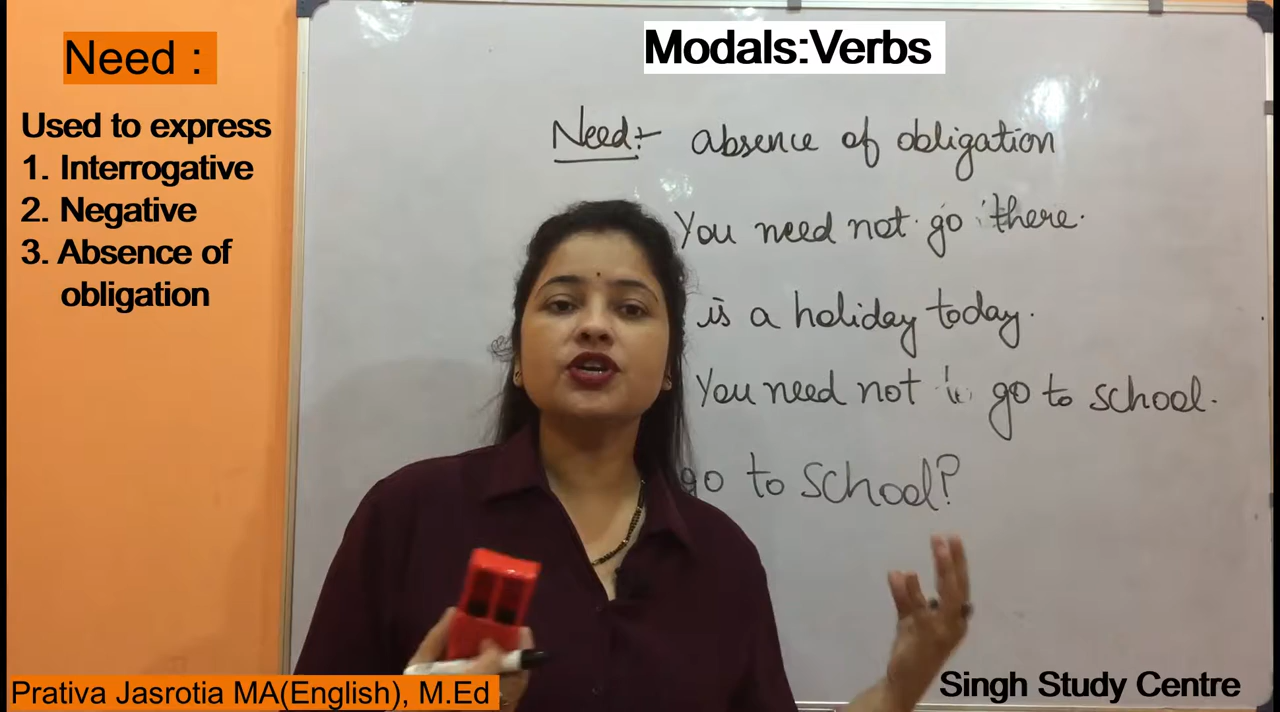 Need :
Used to express
1. Interrogative
2. Negative
3. Absence of
obligation
Modals:Verbs
Need:- absence of obligation
You need not go there.
is a holiday today.
You need not go to school.
go to school?
Prativa Jasrotia MA(English), M.Ed
Singh Study Centre